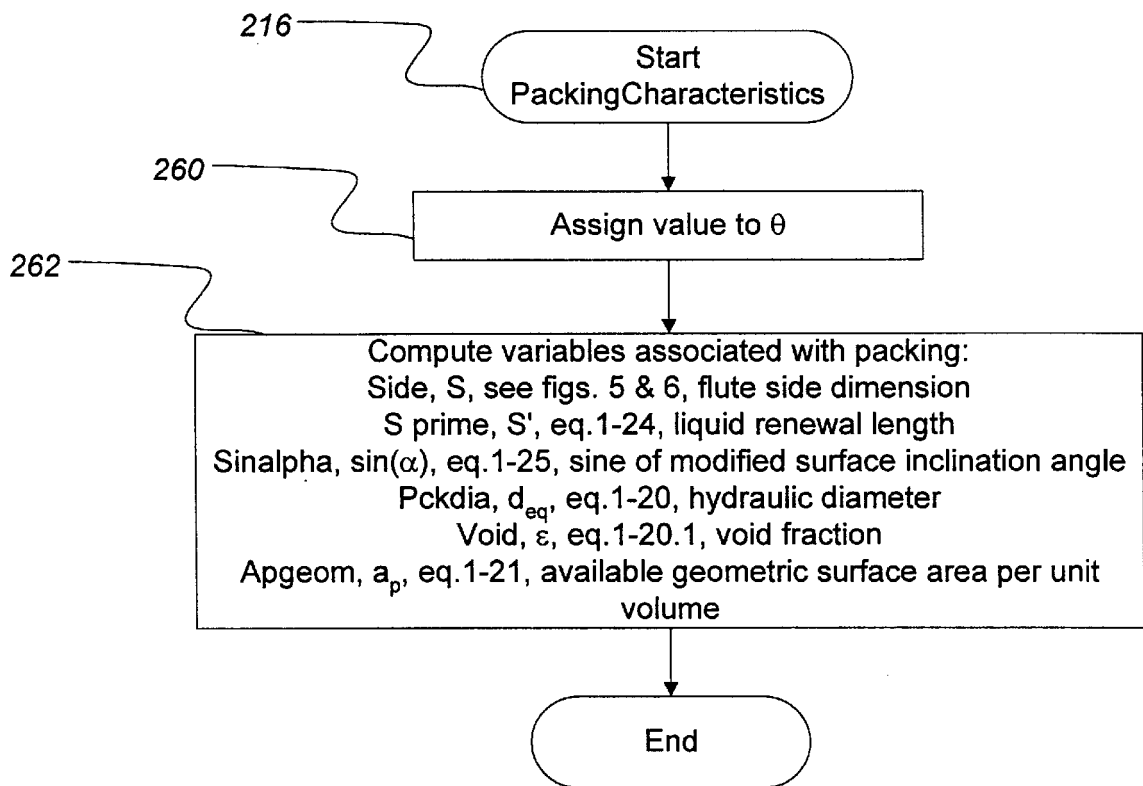 216
Start
PackingCharacteristics
260
Assign value to θ
262
Compute variables associated with packing:
Side, S, see figs. 5 & 6, flute side dimension
S prime, S', eq.1-24, liquid renewal length
Sinalpha, sin(α), eq.1-25, sine of modified surface inclination angle
Pckdia, d_eq, eq.1-20, hydraulic diameter
Void, ε, eq.1-20.1, void fraction
Apgeom, a_p, eq.1-21, available geometric surface area per unit
volume
End